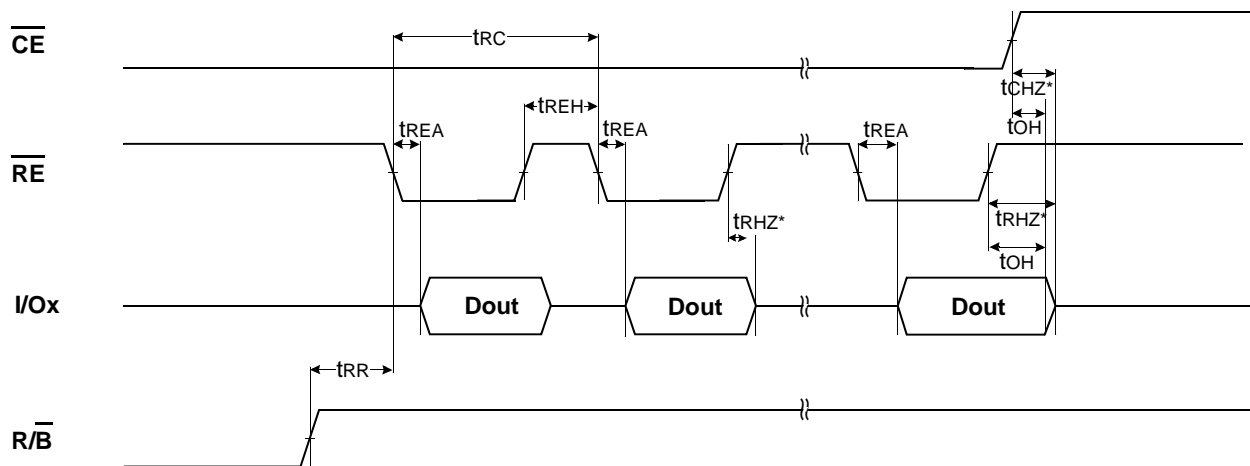 CE
tRC
tCHZ*
tREH
tOH
tREA
tREA
tREA
RE
tRHZ*
tRHZ*
tOH
I/Ox
Dout
Dout
Dout
tRR
R/B